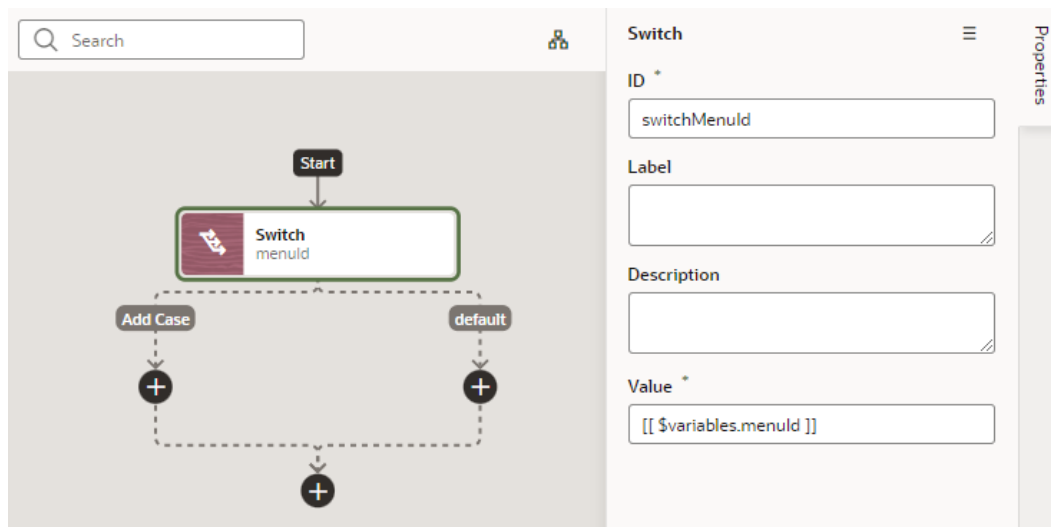 Search
Start
Switch
menuId
Add Case
default
Switch
ID *
switchMenuId
Label
Description
Value *
[[ $variables.menuId ]]
Properties